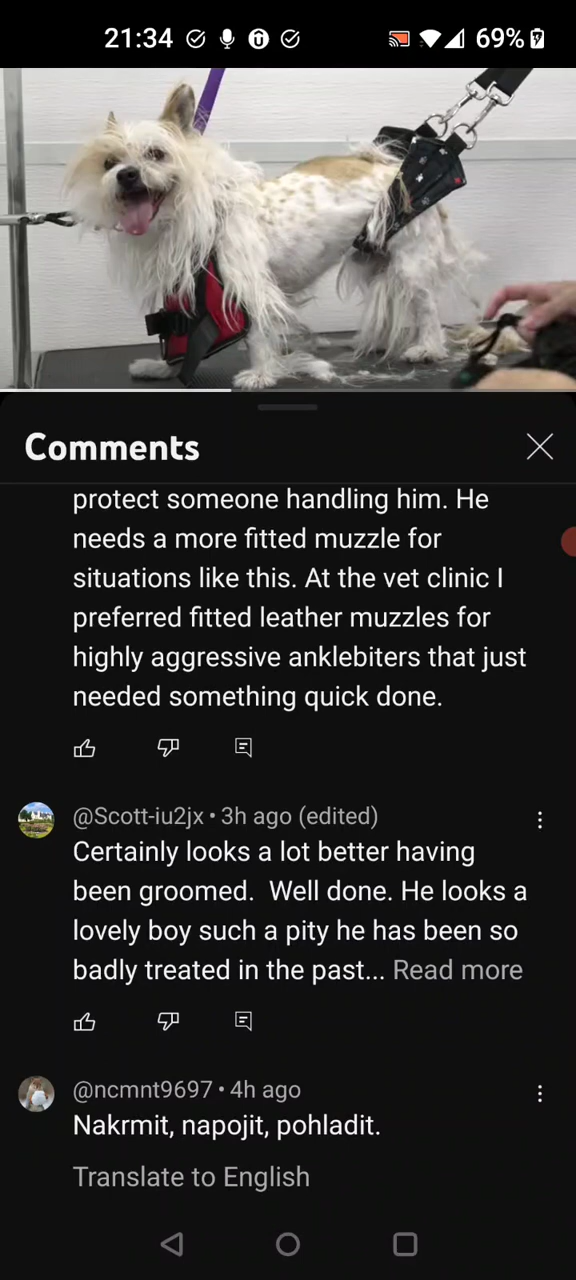 21:34
69%
Comments
protect someone handling him. He
needs a more fitted muzzle for
situations like this. At the vet clinic I
preferred fitted leather muzzles for
highly aggressive anklebiters that just
needed something quick done.
@Scott-iu2jx • 3h ago (edited)
Certainly looks a lot better having
been groomed.  Well done. He looks a
lovely boy such a pity he has been so
badly treated in the past... Read more
@ncmnt9697 • 4h ago
Nakrmit, napojit, pohladit.
Translate to English